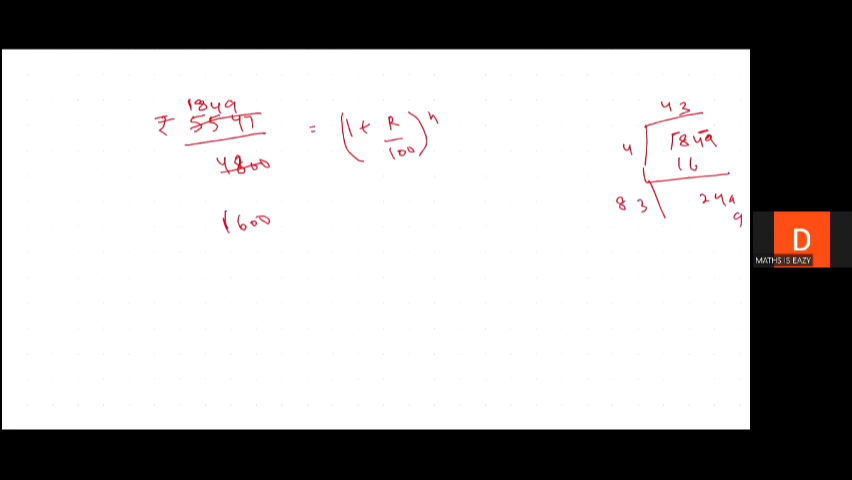 1849
₹ 5547 = (1 + R/100)^n
4800
1600
43
4 1849
16
83 249
9
D
MATHS IS EAZY